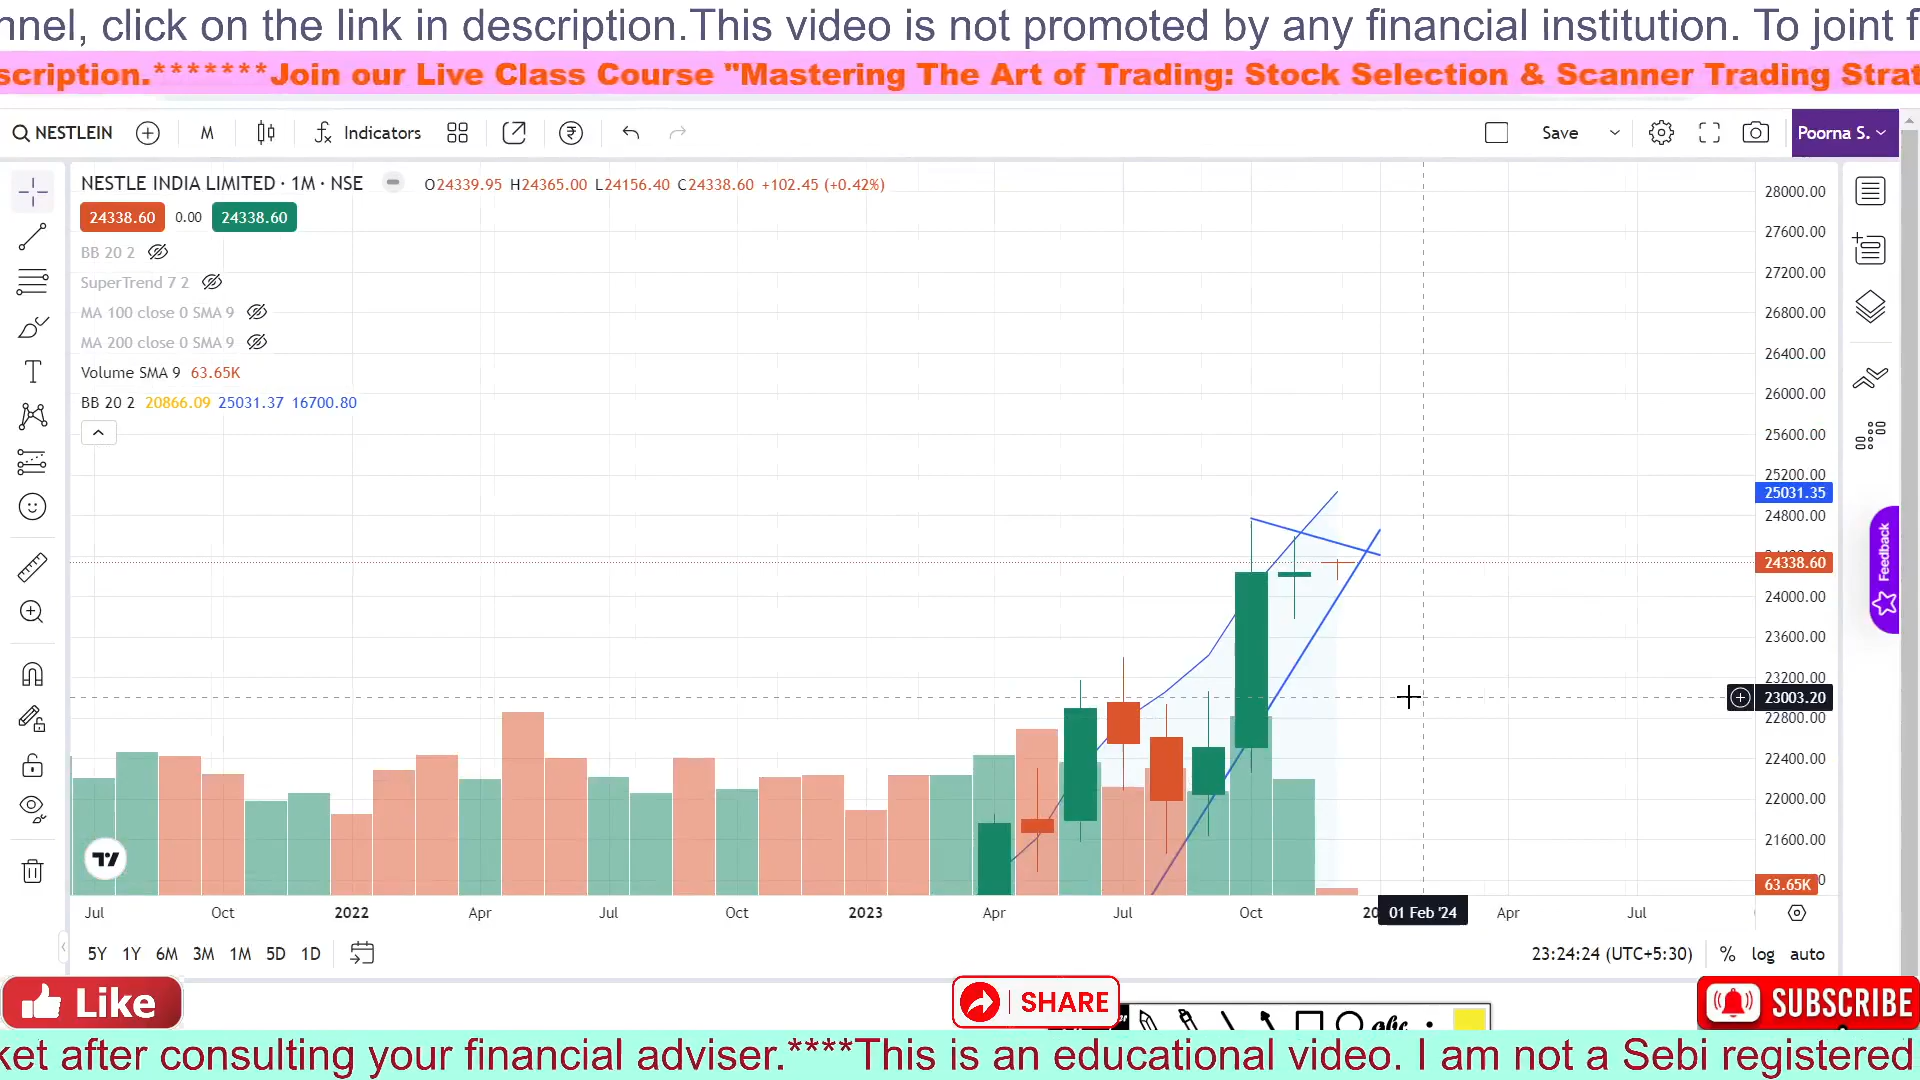 nnel, click on the link in description.This video is not promoted by any financial institution. To joint f
scription.*******Join our Live Class Course "Mastering The Art of Trading: Stock Selection & Scanner Trading Strat
NESTLEIN M Indicators Save Poorna S.
NESTLE INDIA LIMITED · 1M · NSE O24339.95 H24365.00 L24156.40 C24338.60 +102.45 (+0.42%)
24338.60 0.00 24338.60
BB 20 2
SuperTrend 7 2
MA 100 close 0 SMA 9
MA 200 close 0 SMA 9
Volume SMA 9 63.65K
BB 20 2 20866.09 25031.37 16700.80
28000.00
27600.00
27200.00
26800.00
26400.00
26000.00
25600.00
25200.00
25031.35
24800.00
24338.60
24000.00
23600.00
23200.00
23003.20
22800.00
22400.00
22000.00
21600.00
63.65K
Feedback
Jul Oct 2022 Apr Jul Oct 2023 Apr Jul Oct 20 01 Feb '24 Apr Jul
5Y 1Y 6M 3M 1M 5D 1D 23:24:24 (UTC+5:30) % log auto
Like SHARE SUBSCRIBE
abc
ket after consulting your financial adviser.****This is an educational video. I am not a Sebi registered